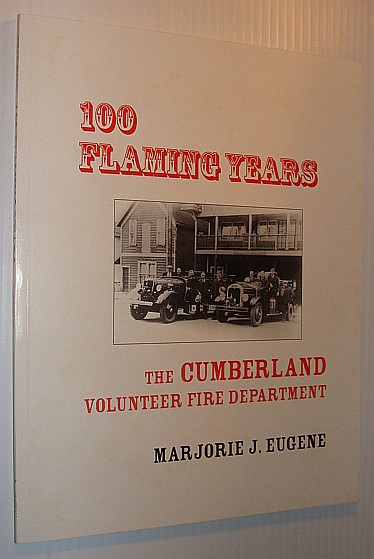 100
FLAMING YEARS
THE CUMBERLAND
VOLUNTEER FIRE DEPARTMENT
MARJORIE J. EUGENE